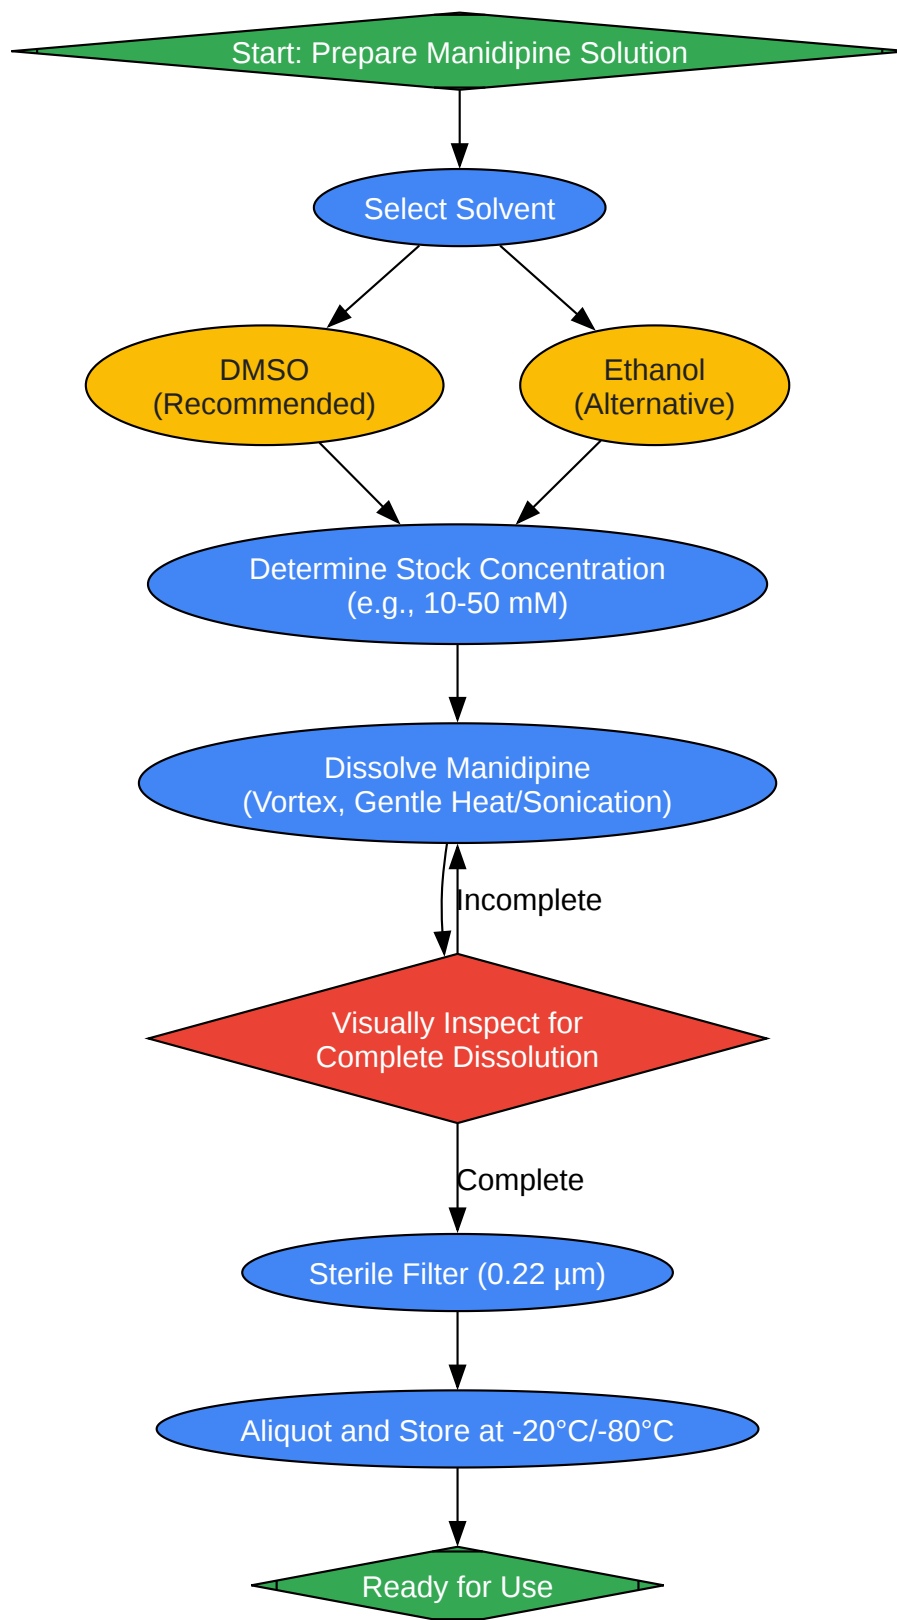 Start: Prepare Manidipine Solution
Select Solvent
DMSO
(Recommended)
Ethanol
(Alternative)
Determine Stock Concentration
(e.g., 10-50 mM)
Dissolve Manidipine
(Vortex, Gentle Heat/Sonication)
Incomplete
Visually Inspect for
Complete Dissolution
Complete
Sterile Filter (0.22 µm)
Aliquot and Store at -20°C/-80°C
Ready for Use